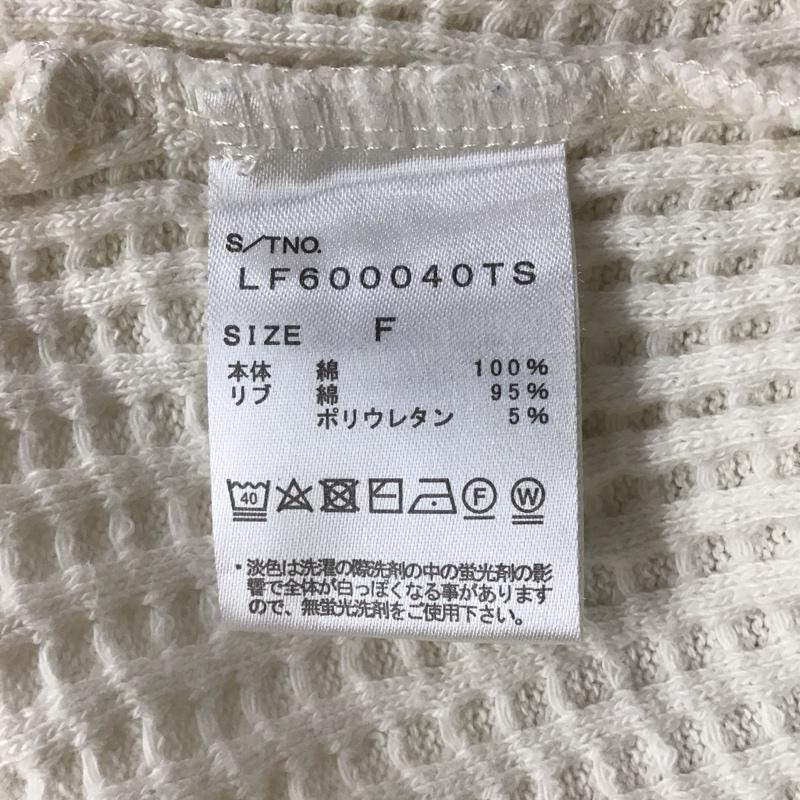 S/TNO.
LF600040TS
SIZE F
本体 綿 100%
リブ 綿 95%
ポリウレタン 5%
40 F W
・淡色は洗濯の際洗剤の中の蛍光剤の影
響で全体が白っぽくなる事があります
ので、無蛍光洗剤をご使用下さい。